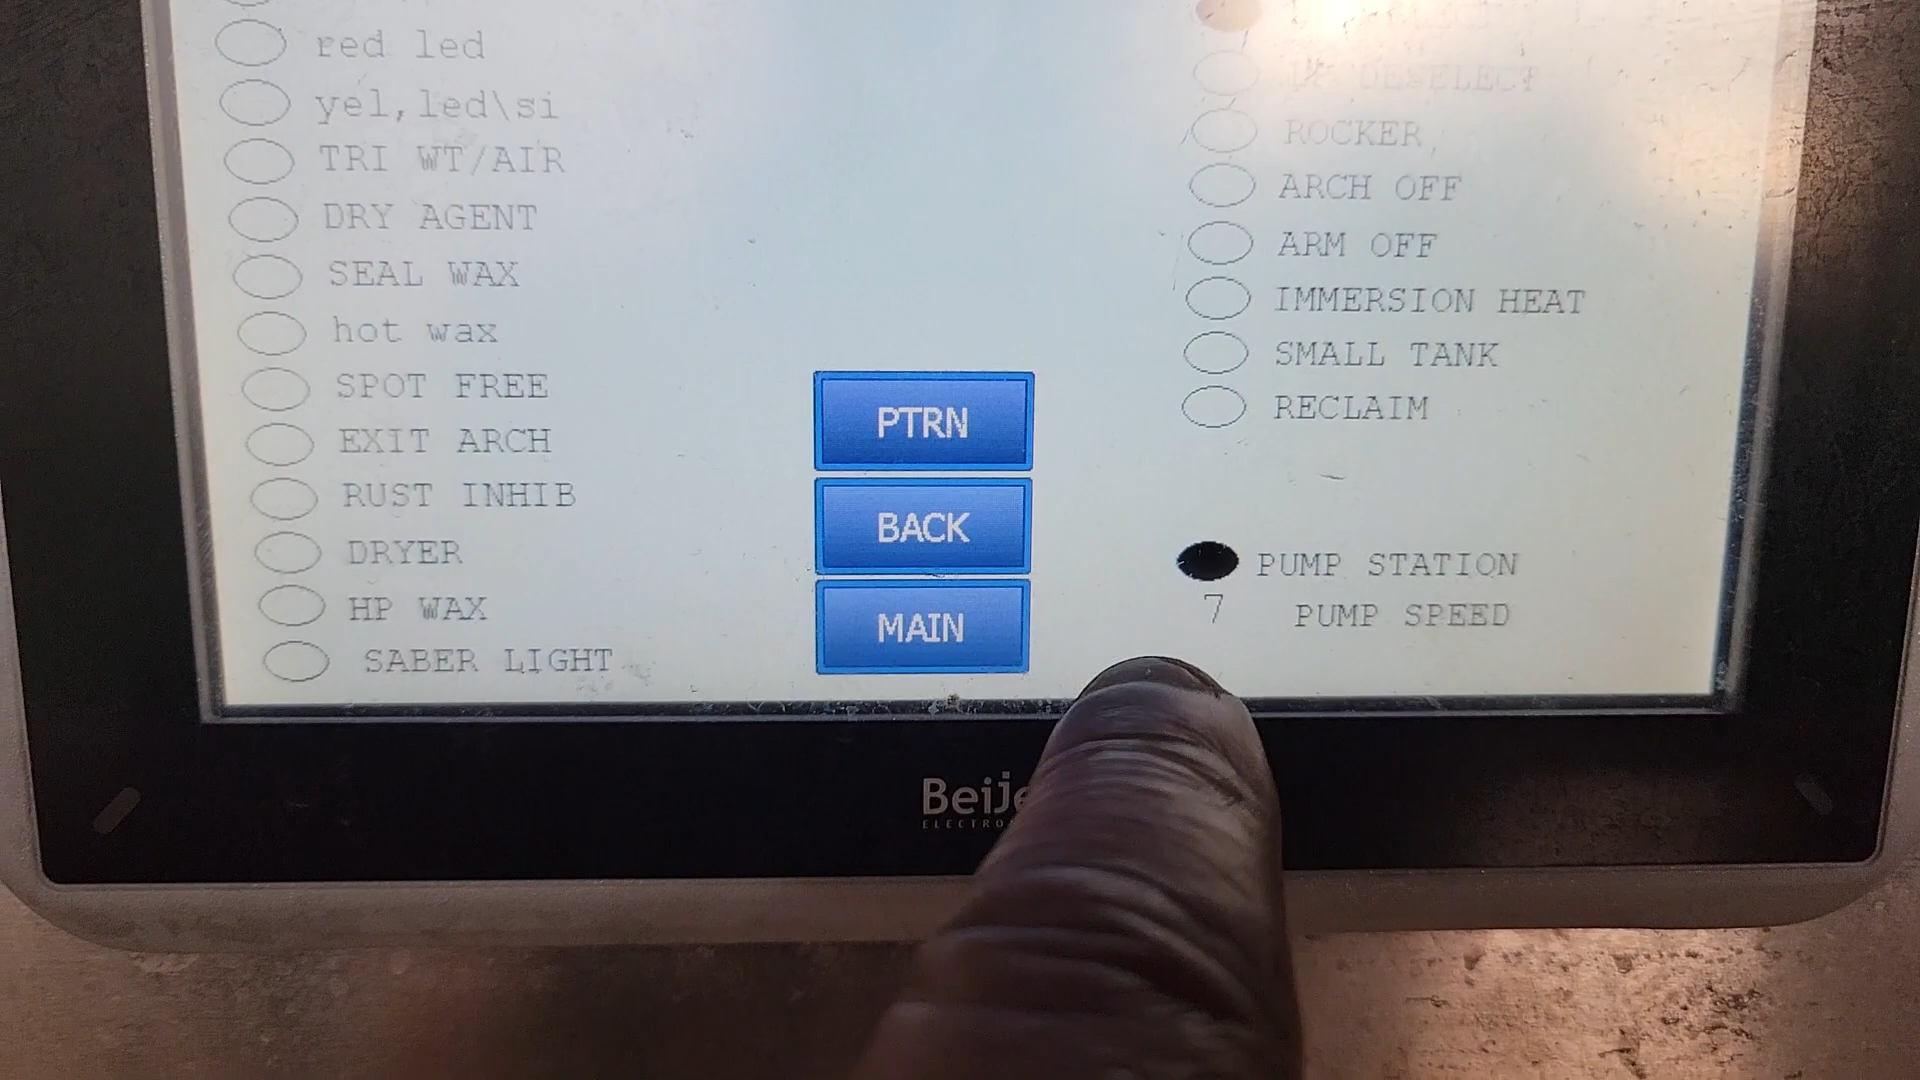 red led
yel,led\si
TRI WT/AIR
DRY AGENT
SEAL WAX
hot wax
SPOT FREE
EXIT ARCH
RUST INHIB
DRYER
HP WAX
SABER LIGHT
PTRN
BACK
MAIN
DESELECT
ROCKER
ARCH OFF
ARM OFF
IMMERSION HEAT
SMALL TANK
RECLAIM
PUMP STATION
7 PUMP SPEED